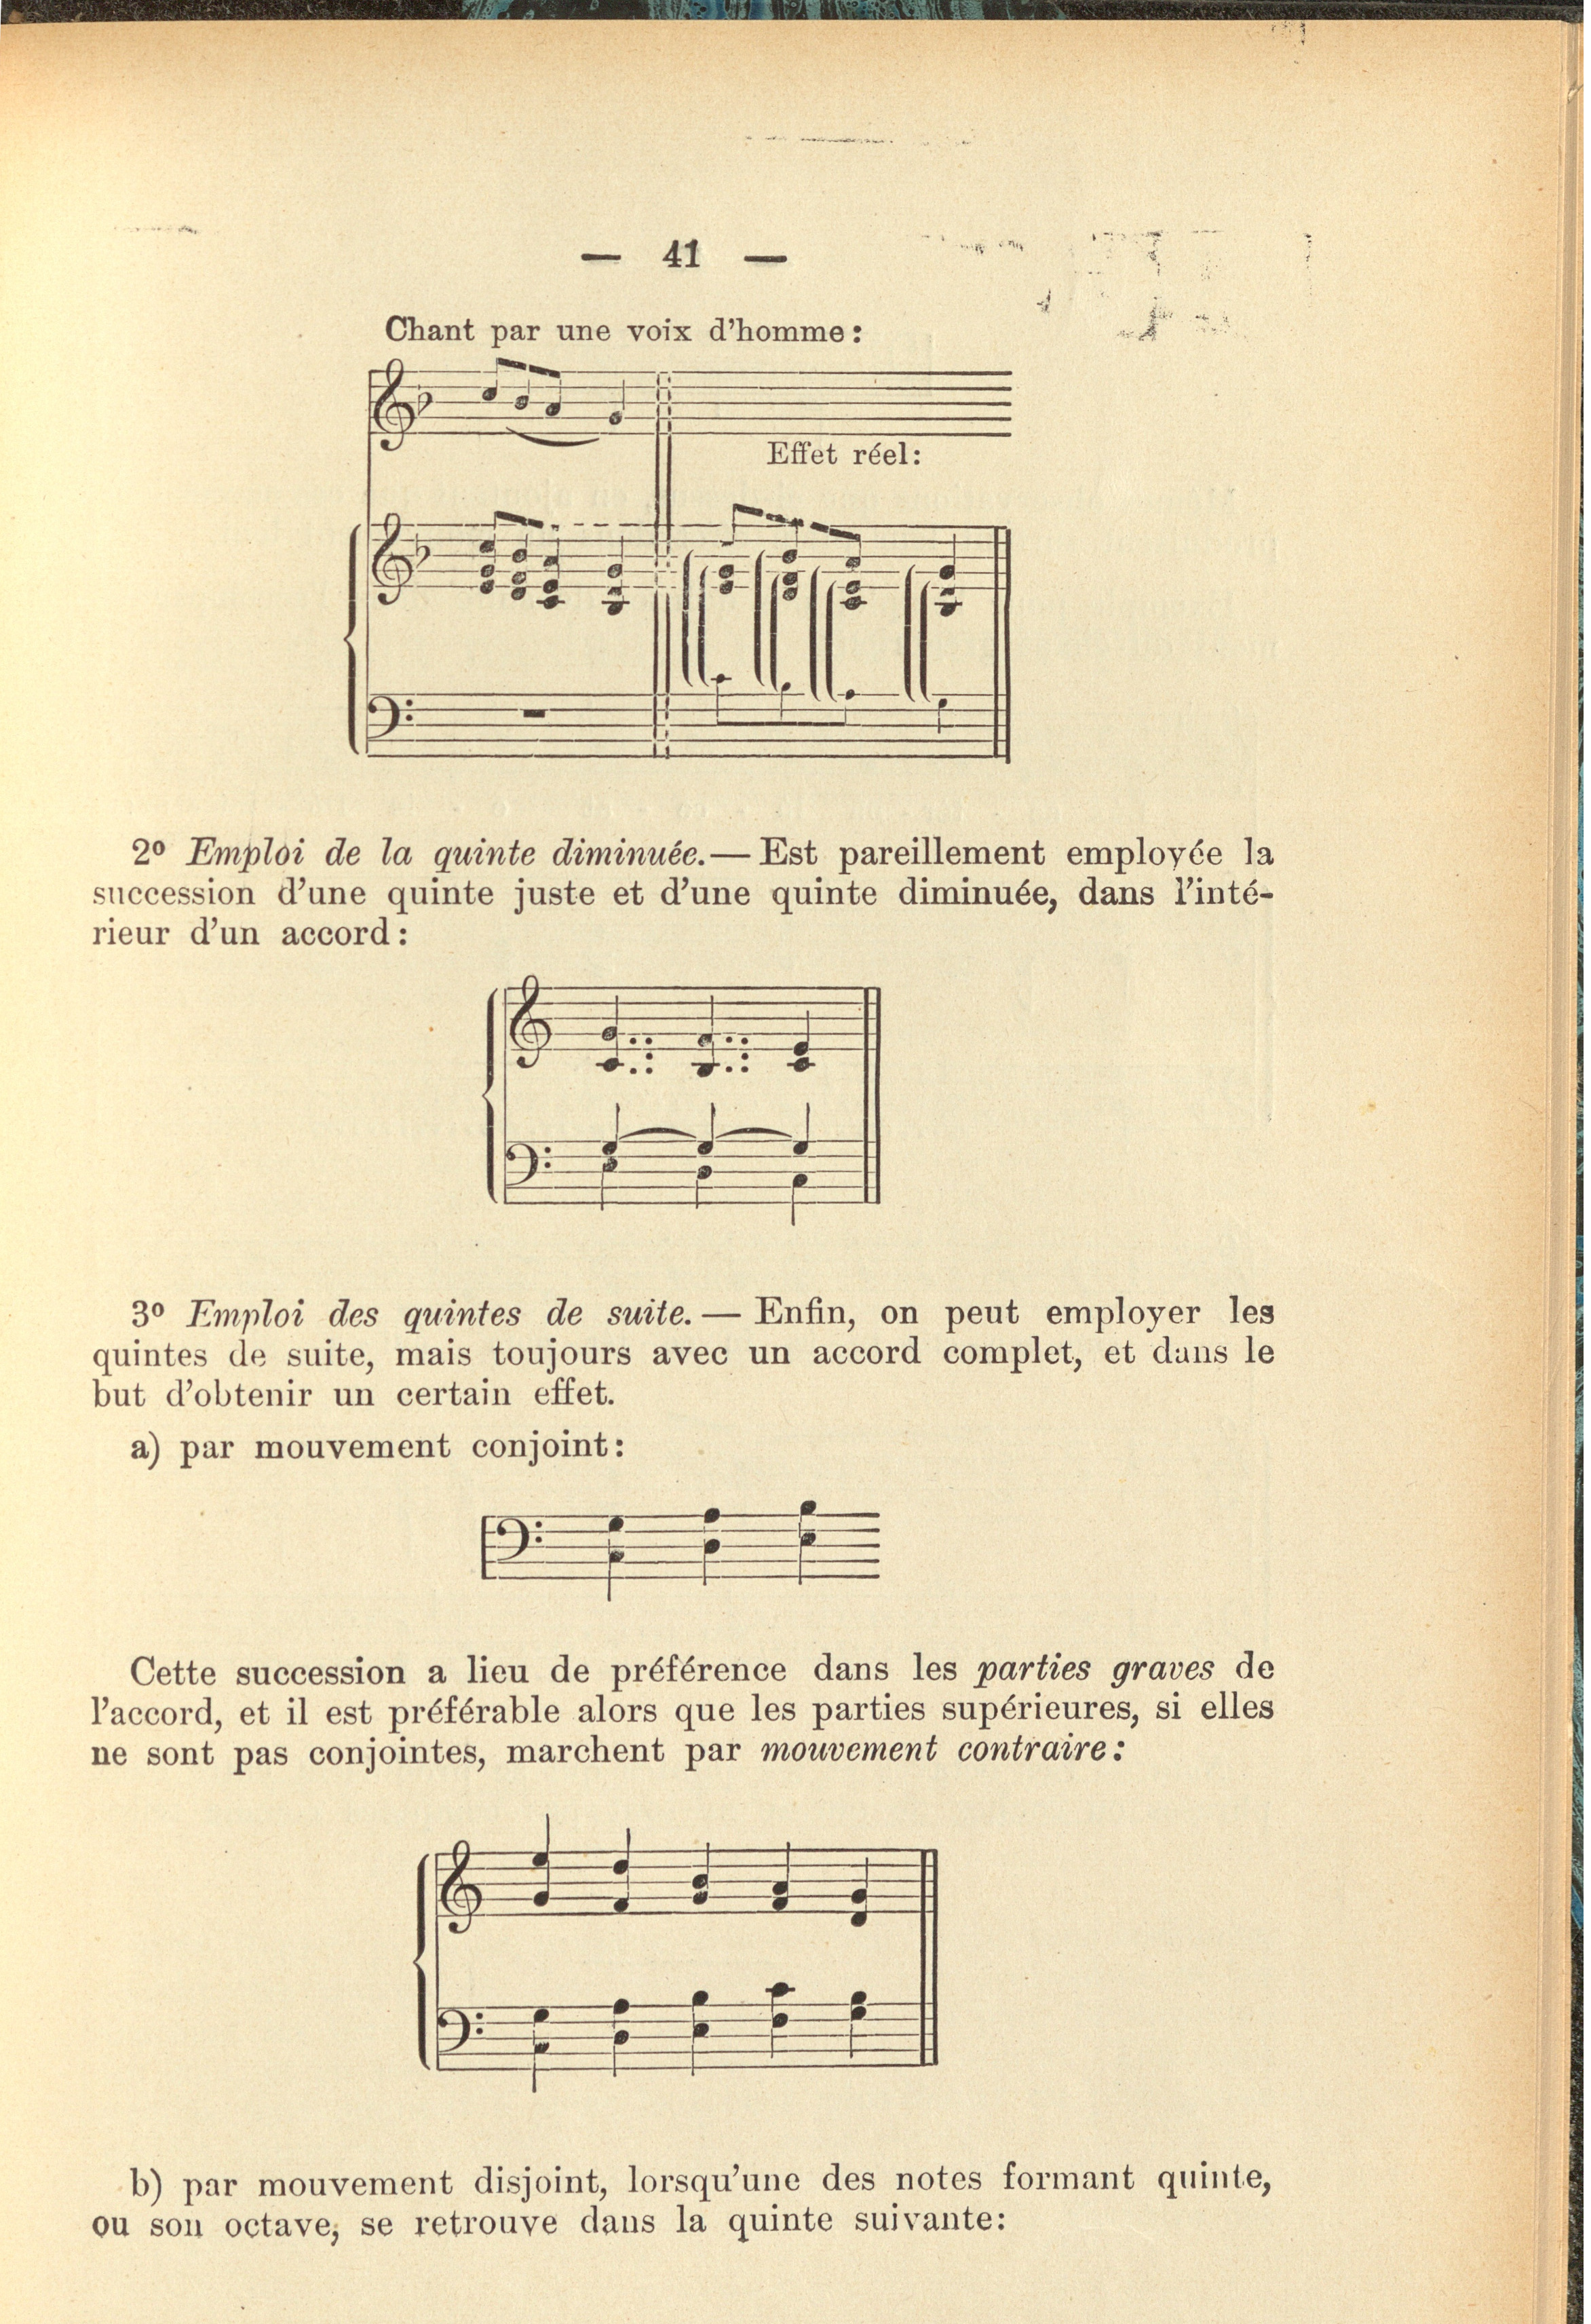 — 41 —
Chant par une voix d'homme:
Effet réel:
2º Emploi de la quinte diminuée.— Est pareillement employée la
succession d'une quinte juste et d'une quinte diminuée, dans l'inté-
rieur d'un accord:
3º Emploi des quintes de suite.— Enfin, on peut employer les
quintes de suite, mais toujours avec un accord complet, et dans le
but d'obtenir un certain effet.
a) par mouvement conjoint:
Cette succession a lieu de préférence dans les parties graves de
l'accord, et il est préférable alors que les parties supérieures, si elles
ne sont pas conjointes, marchent par mouvement contraire:
b) par mouvement disjoint, lorsqu'une des notes formant quinte,
ou son octave, se retrouve dans la quinte suivante: